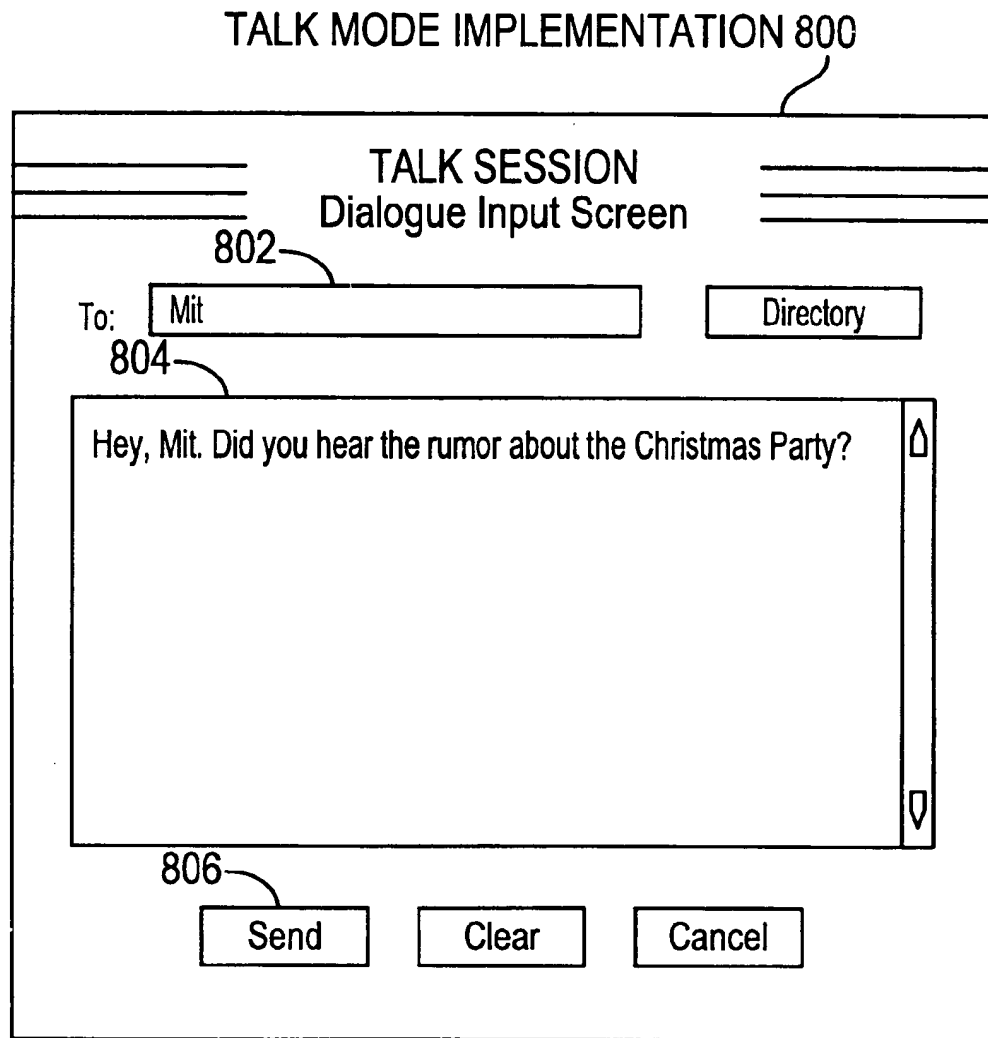 TALK MODE IMPLEMENTATION 800
TALK SESSION
Dialogue Input Screen
802
To: Mit Directory
804
Hey, Mit. Did you hear the rumor about the Christmas Party?
806
Send Clear Cancel